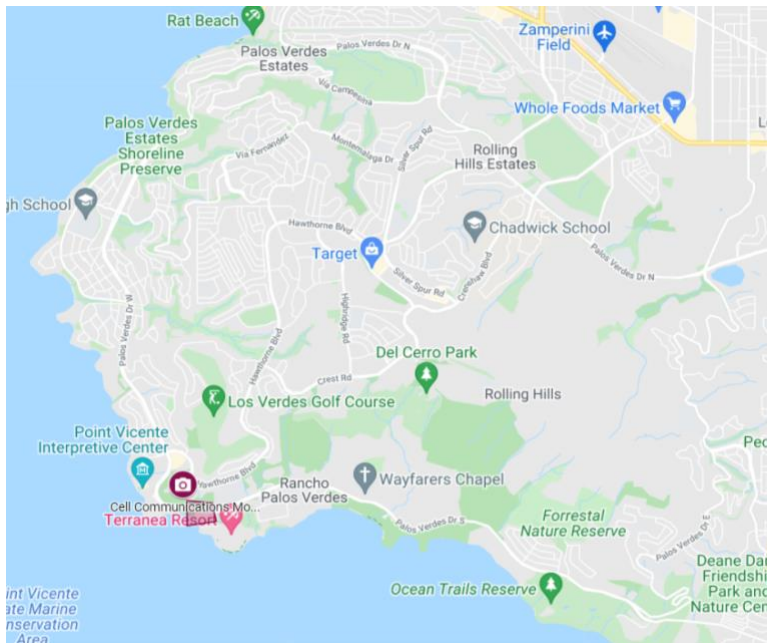 Rat Beach
Palos Verdes
Estates
Palos Verdes Dr N
Zamperini
Field
Via Campesina
Whole Foods Market
Palos Verdes
Estates
Shoreline
Preserve
Via Fernandez
Montemalaga Dr
Silver Spur Rd
Rolling
Hills Estates
gh School
Hawthorne Blvd
Chadwick School
Target
Silver Spur Rd
Crenshaw Blvd
Palos Verdes Dr N
Palos Verdes Dr W
Highridge Rd
Hawthorne Blvd
Del Cerro Park
Crest Rd
Los Verdes Golf Course
Rolling Hills
Point Vicente
Interpretive Center
Hawthorne Blvd
Rancho
Palos Verdes
Wayfarers Chapel
Cell Communications Mo...
Terranea Resort
Palos Verdes Dr S
Forrestal
Nature Reserve
Palos Verdes Dr E
Ocean Trails Reserve
Deane Da
Friendshi
Park and
Nature Cen
int Vicente
ate Marine
nservation
Area